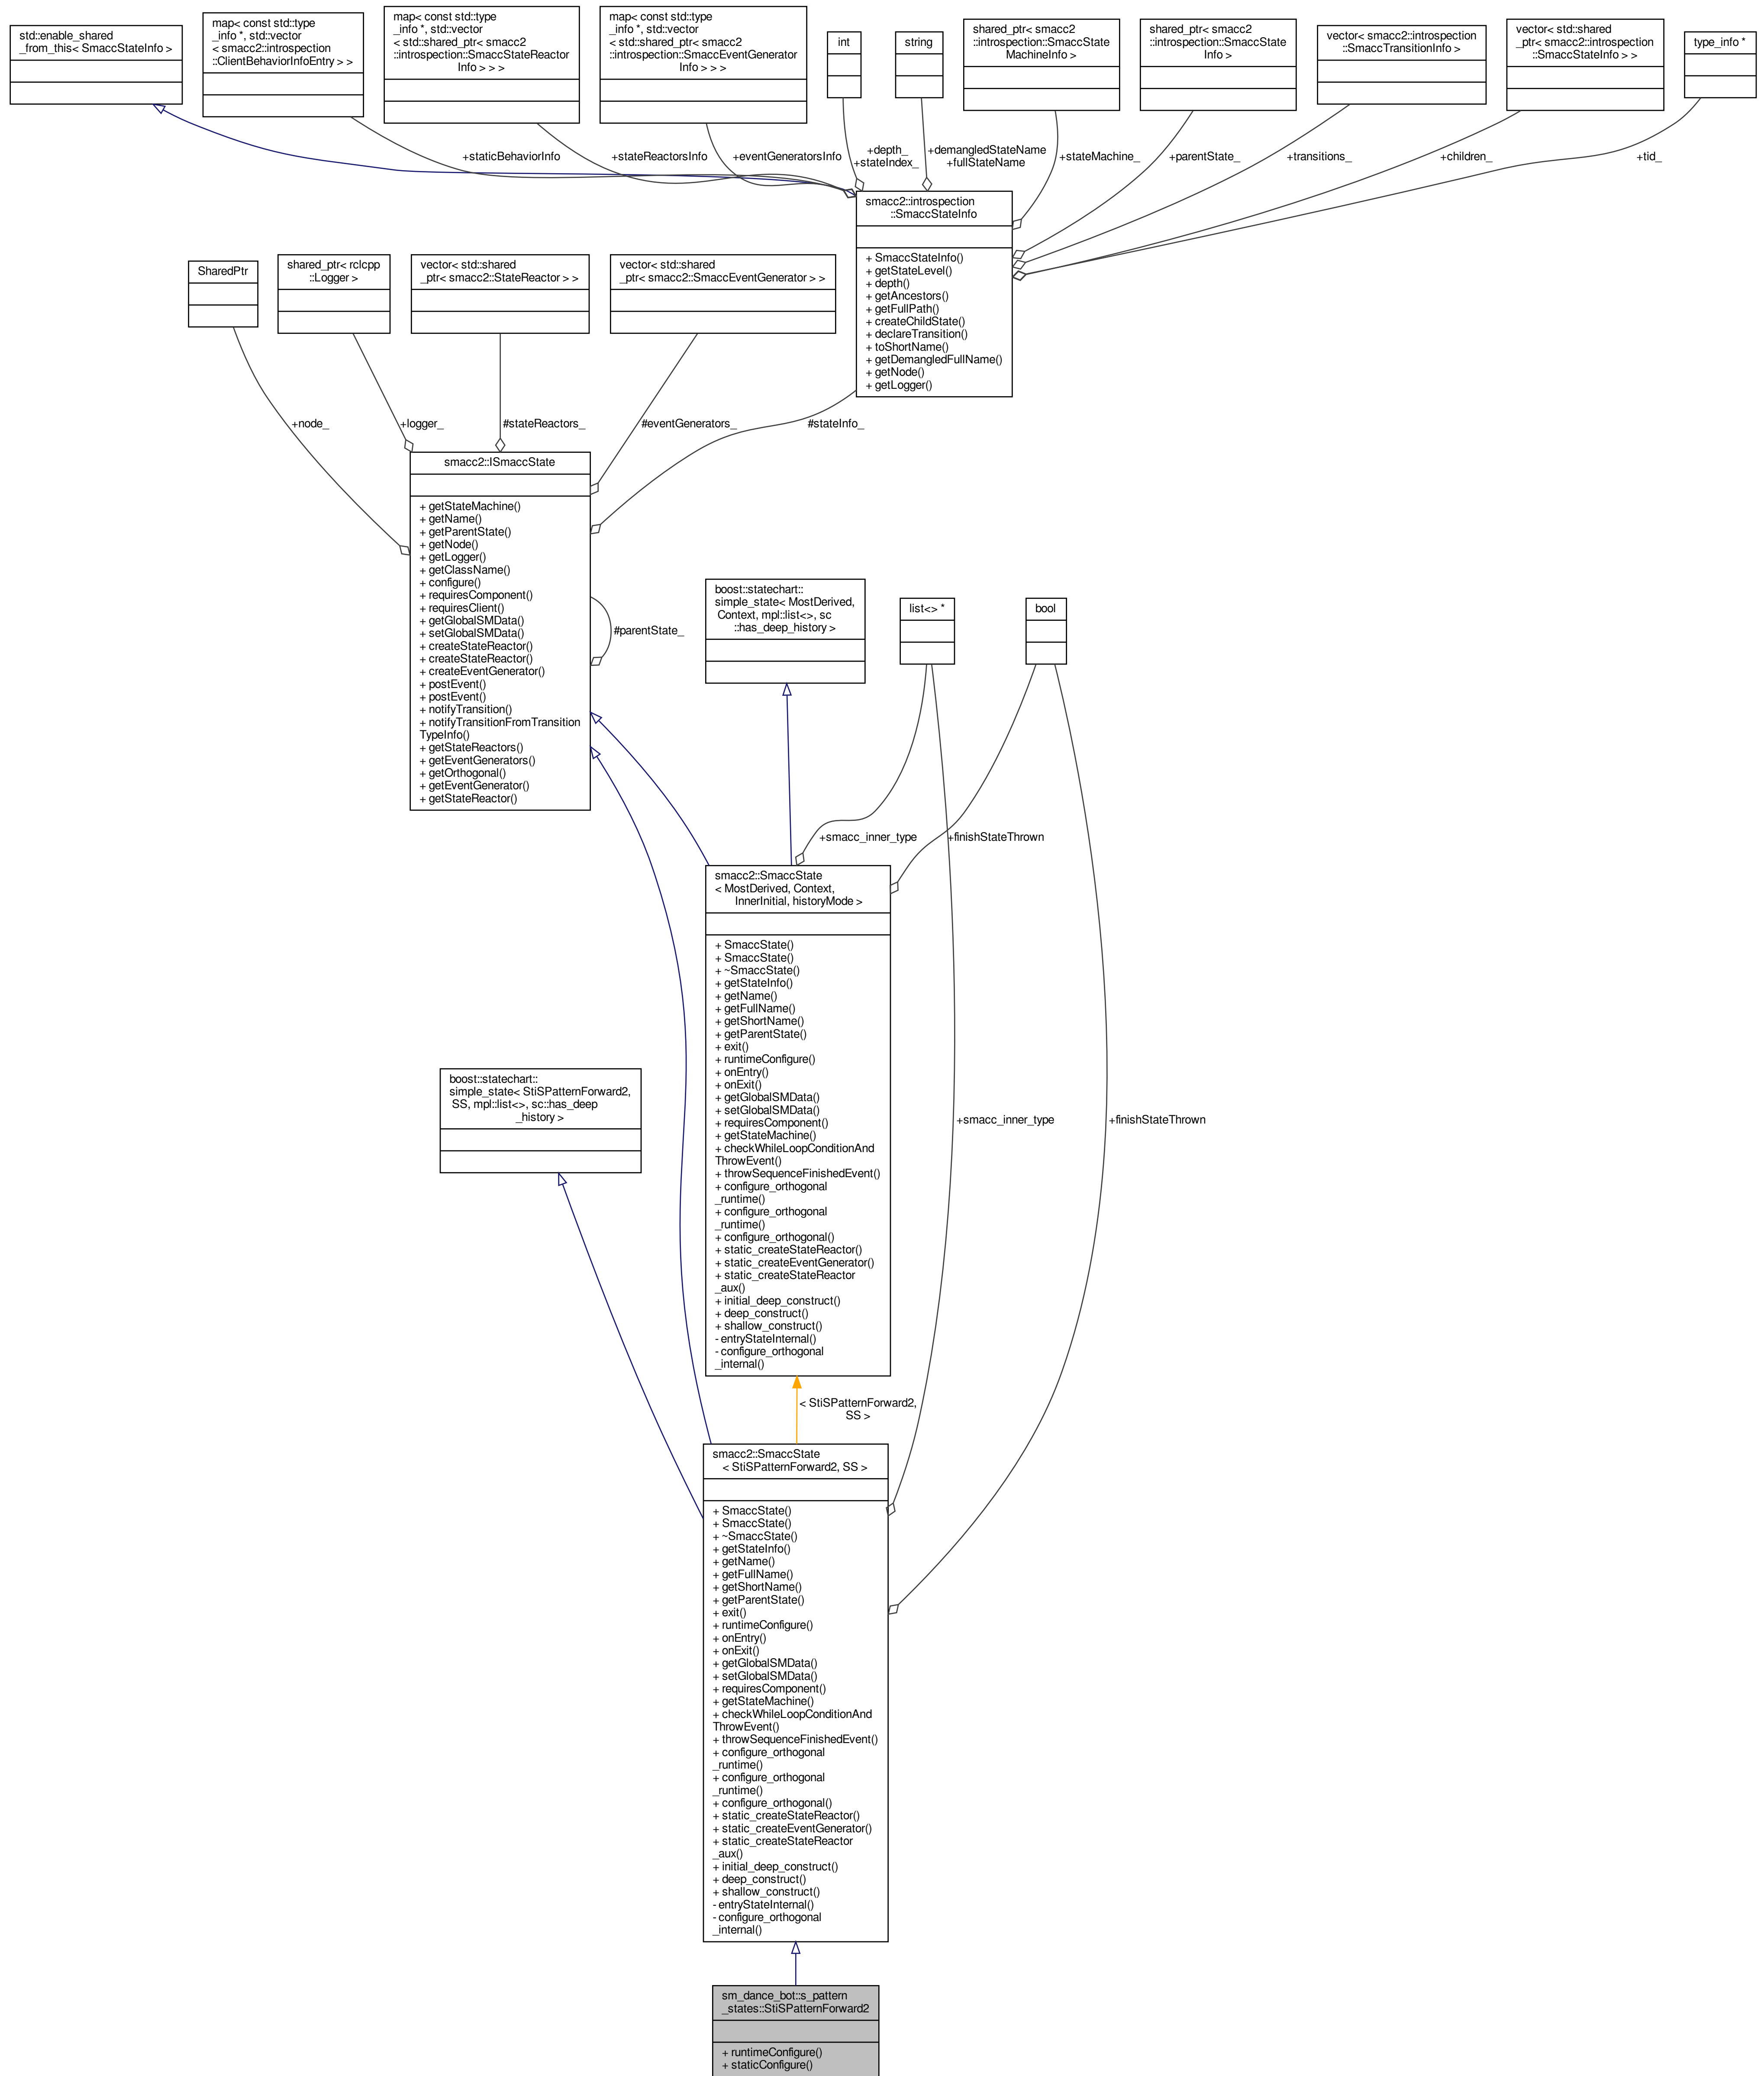 std::enable_shared
_from_this< SmaccStateInfo >
map< const std::type
_info *, std::vector
< smacc2::introspection
::ClientBehaviorInfoEntry > >
map< const std::type
_info *, std::vector
< std::shared_ptr< smacc2
::introspection::SmaccStateReactor
Info > > >
map< const std::type
_info *, std::vector
< std::shared_ptr< smacc2
::introspection::SmaccEventGenerator
Info > > >
int
string
shared_ptr< smacc2
::introspection::SmaccState
MachineInfo >
shared_ptr< smacc2
::introspection::SmaccState
Info >
vector< smacc2::introspection
::SmaccTransitionInfo >
vector< std::shared
_ptr< smacc2::introspection
::SmaccStateInfo > >
type_info *
+staticBehaviorInfo
+stateReactorsInfo
+eventGeneratorsInfo
+depth_
+stateIndex_
+demangledStateName
+fullStateName
+stateMachine_
+parentState_
+transitions_
+children_
+tid_
smacc2::introspection
::SmaccStateInfo
+ SmaccStateInfo()
+ getStateLevel()
+ depth()
+ getAncestors()
+ getFullPath()
+ createChildState()
+ declareTransition()
+ toShortName()
+ getDemangledFullName()
+ getNode()
+ getLogger()
SharedPtr
shared_ptr< rclcpp
::Logger >
vector< std::shared
_ptr< smacc2::StateReactor > >
vector< std::shared
_ptr< smacc2::SmaccEventGenerator > >
+node_
+logger_
#stateReactors_
#eventGenerators_
#stateInfo_
smacc2::ISmaccState
+ getStateMachine()
+ getName()
+ getParentState()
+ getNode()
+ getLogger()
+ getClassName()
+ configure()
+ requiresComponent()
+ requiresClient()
+ getGlobalSMData()
+ setGlobalSMData()
+ createStateReactor()
+ createStateReactor()
+ createEventGenerator()
+ postEvent()
+ postEvent()
+ notifyTransition()
+ notifyTransitionFromTransition
TypeInfo()
+ getStateReactors()
+ getEventGenerators()
+ getOrthogonal()
+ getEventGenerator()
+ getStateReactor()
#parentState_
boost::statechart::
simple_state< MostDerived,
Context, mpl::list<>, sc
::has_deep_history >
list<> *
bool
+smacc_inner_type
+finishStateThrown
smacc2::SmaccState
< MostDerived, Context,
InnerInitial, historyMode >
+ SmaccState()
+ SmaccState()
+ ~SmaccState()
+ getStateInfo()
+ getName()
+ getFullName()
+ getShortName()
+ getParentState()
+ exit()
+ runtimeConfigure()
+ onEntry()
+ onExit()
+ getGlobalSMData()
+ setGlobalSMData()
+ requiresComponent()
+ getStateMachine()
+ checkWhileLoopConditionAnd
ThrowEvent()
+ throwSequenceFinishedEvent()
+ configure_orthogonal
_runtime()
+ configure_orthogonal
_runtime()
+ configure_orthogonal()
+ static_createStateReactor()
+ static_createEventGenerator()
+ static_createStateReactor
_aux()
+ initial_deep_construct()
+ deep_construct()
+ shallow_construct()
- entryStateInternal()
- configure_orthogonal
_internal()
boost::statechart::
simple_state< StiSPatternForward2,
SS, mpl::list<>, sc::has_deep
_history >
+smacc_inner_type
+finishStateThrown
< StiSPatternForward2,
SS >
smacc2::SmaccState
< StiSPatternForward2, SS >
+ SmaccState()
+ SmaccState()
+ ~SmaccState()
+ getStateInfo()
+ getName()
+ getFullName()
+ getShortName()
+ getParentState()
+ exit()
+ runtimeConfigure()
+ onEntry()
+ onExit()
+ getGlobalSMData()
+ setGlobalSMData()
+ requiresComponent()
+ getStateMachine()
+ checkWhileLoopConditionAnd
ThrowEvent()
+ throwSequenceFinishedEvent()
+ configure_orthogonal
_runtime()
+ configure_orthogonal
_runtime()
+ configure_orthogonal()
+ static_createStateReactor()
+ static_createEventGenerator()
+ static_createStateReactor
_aux()
+ initial_deep_construct()
+ deep_construct()
+ shallow_construct()
- entryStateInternal()
- configure_orthogonal
_internal()
sm_dance_bot::s_pattern
_states::StiSPatternForward2
+ runtimeConfigure()
+ staticConfigure()